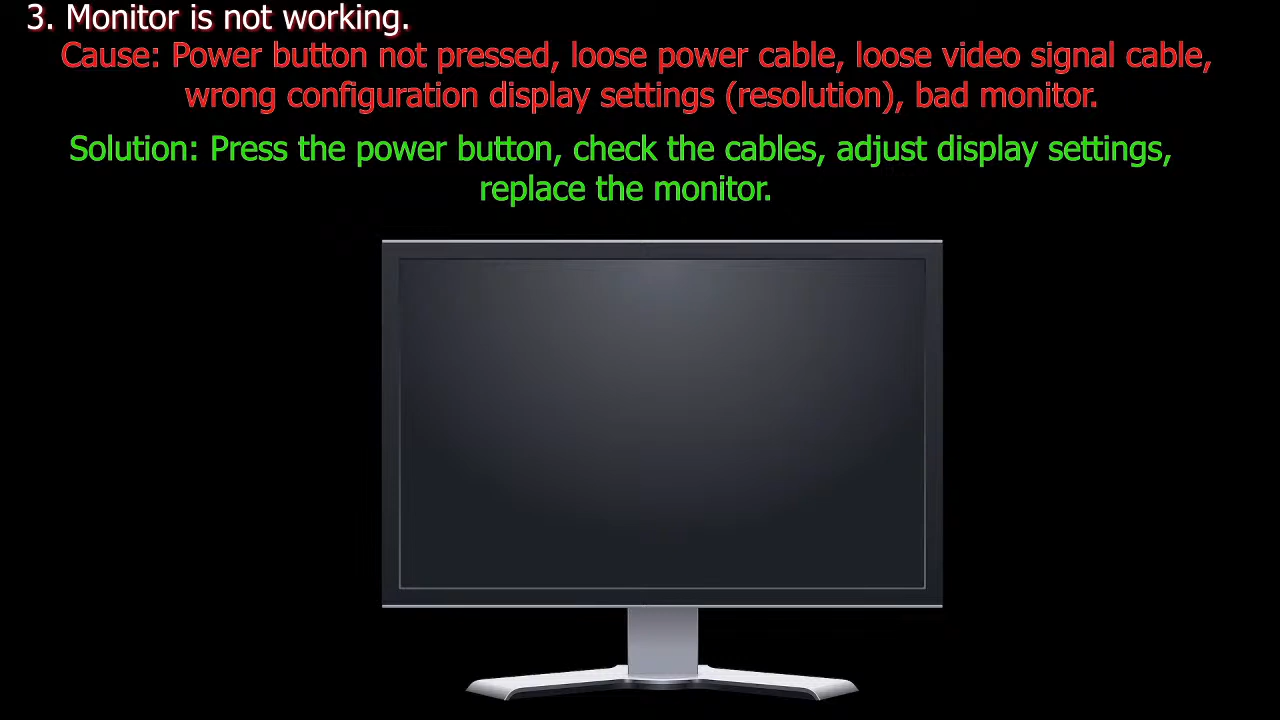 3. Monitor is not working.
Cause: Power button not pressed, loose power cable, loose video signal cable,
wrong configuration display settings (resolution), bad monitor.
Solution: Press the power button, check the cables, adjust display settings,
replace the monitor.